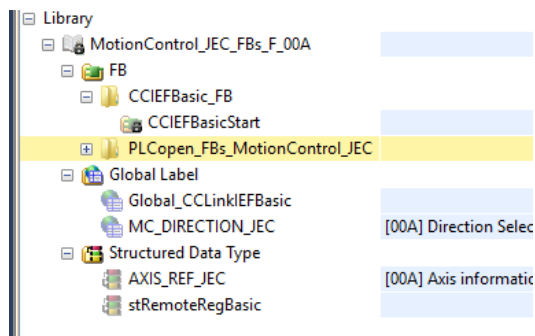 Library
MotionControl_JEC_FBs_F_00A
FB
CCIEFBasic_FB
CCIEFBasicStart
PLCopen_FBs_MotionControl_JEC
Global Label
Global_CCLinkIEFBasic
MC_DIRECTION_JEC [00A] Direction Selec
Structured Data Type
AXIS_REF_JEC [00A] Axis informatic
stRemoteRegBasic